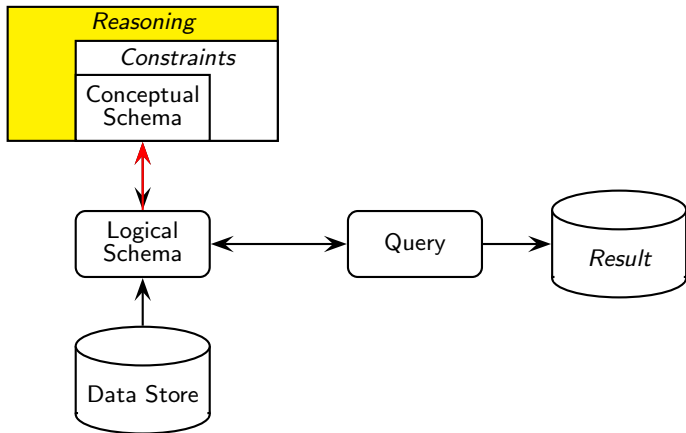 Reasoning
Constraints
Conceptual
Schema
Logical
Schema
Query
Result
Data Store